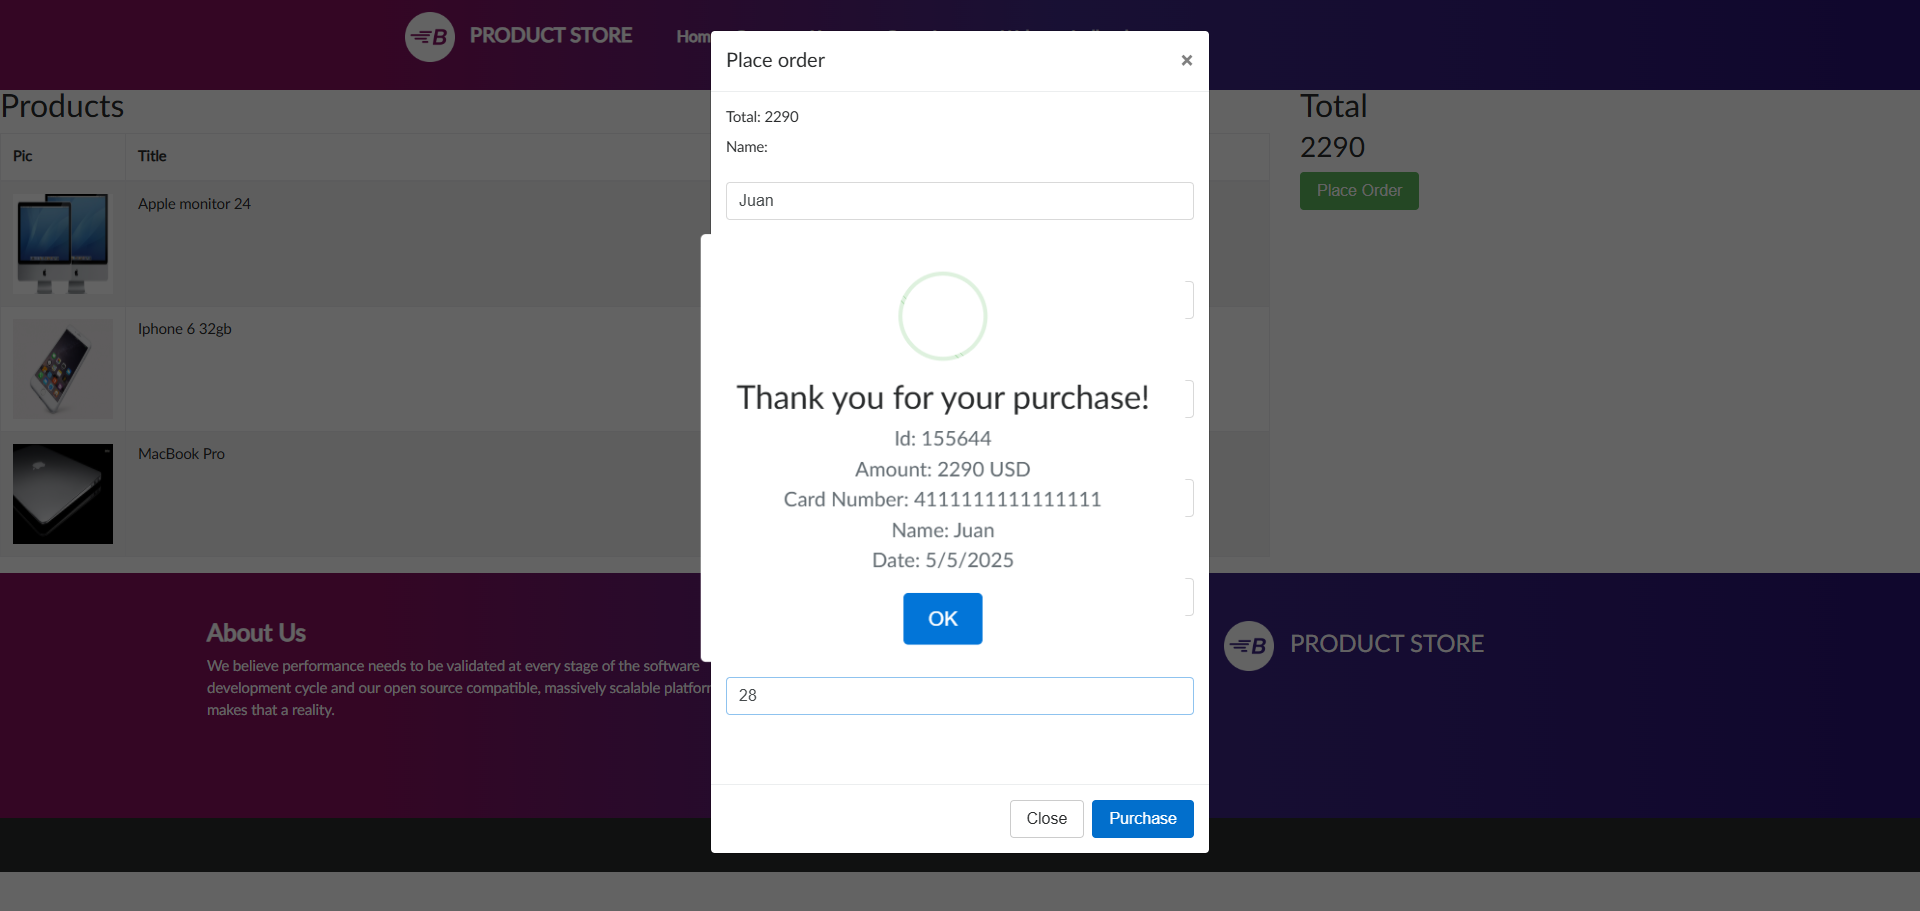 PRODUCT STORE
Hom
Place order
×
Products
Total: 2290
Name:
Juan
Total
2290
Place Order
Pic
Title
Apple monitor 24
Iphone 6 32gb
MacBook Pro
Thank you for your purchase!
Id: 155644
Amount: 2290 USD
Card Number: 4111111111111111
Name: Juan
Date: 5/5/2025
OK
28
Close
Purchase
About Us
We believe performance needs to be validated at every stage of the software
development cycle and our open source compatible, massively scalable platform
makes that a reality.
B PRODUCT STORE